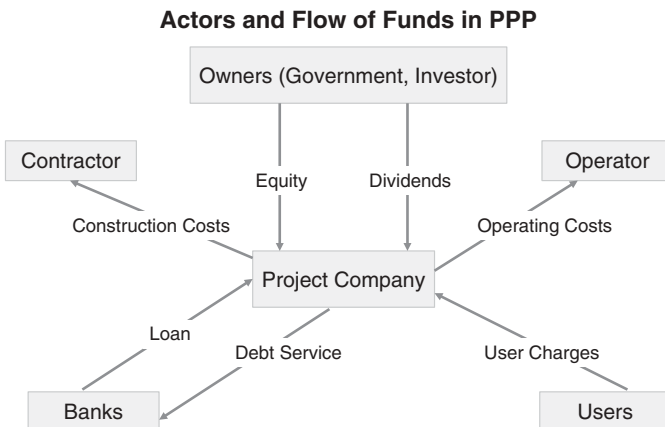 Actors and Flow of Funds in PPP
Owners (Government, Investor)
Contractor
Operator
Equity
Dividends
Construction Costs
Operating Costs
Project Company
Loan
Debt Service
User Charges
Banks
Users